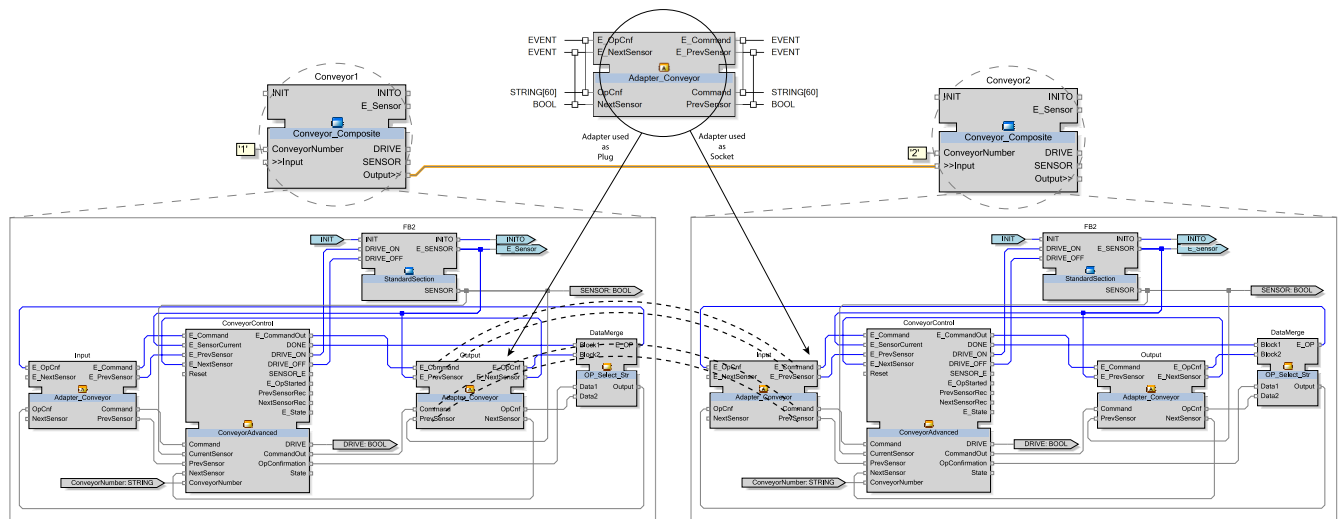 EVENT
EVENT
E_OpCnf
E_NextSensor
E_Command
E_PrevSensor
EVENT
EVENT
Adapter_Conveyor
STRING[60]
BOOL
OpCnf
NextSensor
Command
PrevSensor
STRING[60]
BOOL
Adapter used
as
Plug
Adapter used
as
Socket
Conveyor1
INIT
INITO
E_Sensor
Conveyor_Composite
'1'
ConveyorNumber
>>Input
DRIVE
SENSOR
Output>>
Conveyor2
INIT
INITO
E_Sensor
Conveyor_Composite
'2'
ConveyorNumber
>>Input
DRIVE
SENSOR
Output>>
FB2
INIT
INIT
DRIVE_ON
DRIVE_OFF
INITO
E_SENSOR
INITO
E_Sensor
StandardSection
SENSOR
SENSOR: BOOL
Input
E_OpCnf
E_NextSensor
E_Command
E_PrevSensor
Adapter_Conveyor
OpCnf
NextSensor
Command
PrevSensor
ConveyorControl
E_Command
E_SensorCurrent
E_PrevSensor
E_NextSensor
Reset
E_CommandOut
DONE
DRIVE_ON
DRIVE_OFF
SENSOR_E
E_OpStarted
PrevSensorRec
NextSensorRec
E_State
ConveyorAdvanced
Command
CurrentSensor
PrevSensor
NextSensor
ConveyorNumber
DRIVE
CommandOut
OpConfirmation
State
DRIVE: BOOL
ConveyorNumber: STRING
Output
E_Command
E_PrevSensor
E_OpCnf
E_NextSensor
Adapter_Conveyor
Command
PrevSensor
OpCnf
NextSensor
DataMerge
Block1
Block2
E_OP
OP_Select_Str
Data1
Data2
Output
FB2
INIT
INIT
DRIVE_ON
DRIVE_OFF
INITO
E_SENSOR
INITO
E_Sensor
StandardSection
SENSOR
SENSOR: BOOL
Input
E_OpCnf
E_NextSensor
E_Command
E_PrevSensor
Adapter_Conveyor
OpCnf
NextSensor
Command
PrevSensor
ConveyorControl
E_Command
E_SensorCurrent
E_PrevSensor
E_NextSensor
Reset
E_CommandOut
DONE
DRIVE_ON
DRIVE_OFF
SENSOR_E
E_OpStarted
PrevSensorRec
NextSensorRec
E_State
ConveyorAdvanced
Command
CurrentSensor
PrevSensor
NextSensor
ConveyorNumber
DRIVE
CommandOut
OpConfirmation
State
DRIVE: BOOL
ConveyorNumber: STRING
Output
E_Command
E_PrevSensor
E_OpCnf
E_NextSensor
Adapter_Conveyor
Command
PrevSensor
OpCnf
NextSensor
DataMerge
Block1
Block2
E_OP
OP_Select_Str
Data1
Data2
Output